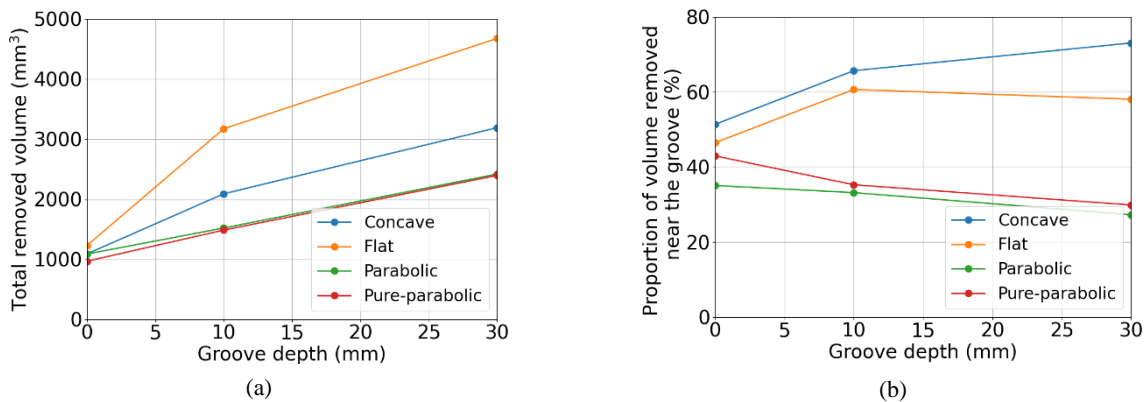 Total removed volume (mm³)
5000
4000
3000
2000
1000
0
0 5 10 15 20 25 30
Groove depth (mm)
Concave
Flat
Parabolic
Pure-parabolic
(a)
Proportion of volume removed
near the groove (%)
80
60
40
20
0
0 5 10 15 20 25 30
Groove depth (mm)
Concave
Flat
Parabolic
Pure-parabolic
(b)